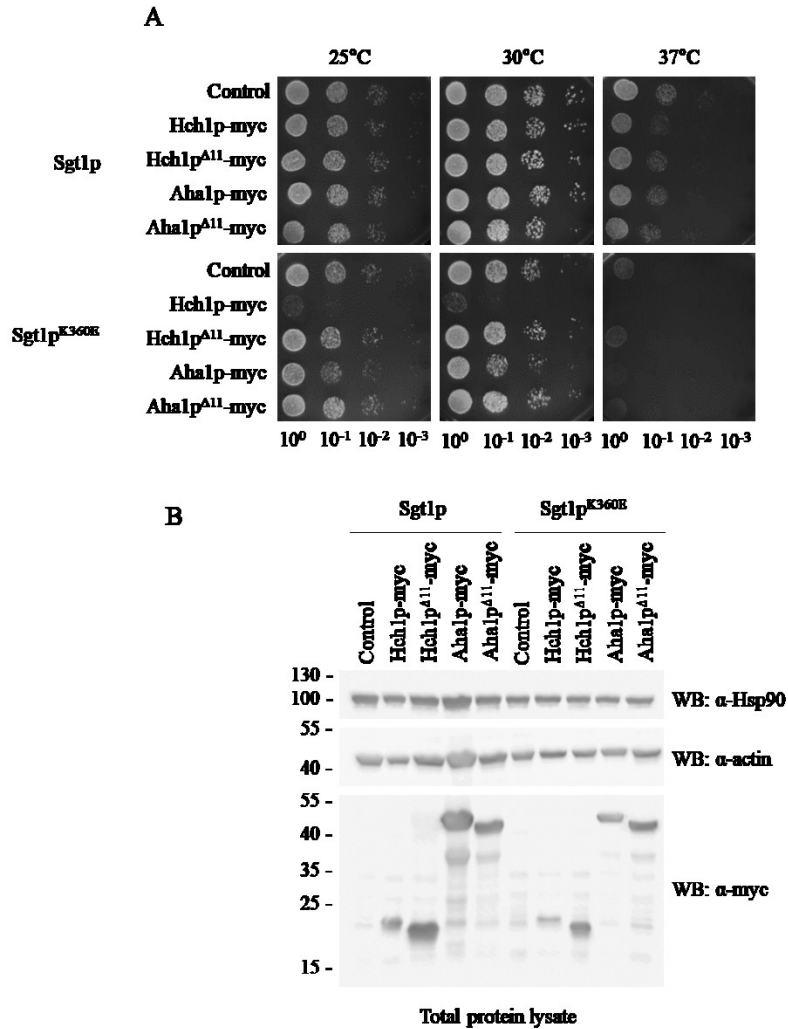 A
25°C 30°C 37°C
Control
Hch1p-myc
Hch1pΔ11-myc
Aha1p-myc
Aha1pΔ11-myc
Sgt1p
Control
Hch1p-myc
Hch1pΔ11-myc
Aha1p-myc
Aha1pΔ11-myc
Sgt1pK360E
10⁰ 10⁻¹ 10⁻² 10⁻³ 10⁰ 10⁻¹ 10⁻² 10⁻³ 10⁰ 10⁻¹ 10⁻² 10⁻³
B
Sgt1p Sgt1pK360E
Control Hch1p-myc Hch1pΔ11-myc Aha1p-myc Aha1pΔ11-myc Control Hch1p-myc Hch1pΔ11-myc Aha1p-myc Aha1pΔ11-myc
130 -
100 -
WB: α-Hsp90
55 -
40 -
WB: α-actin
55 -
40 -
35 -
25 -
15 -
WB: α-myc
Total protein lysate